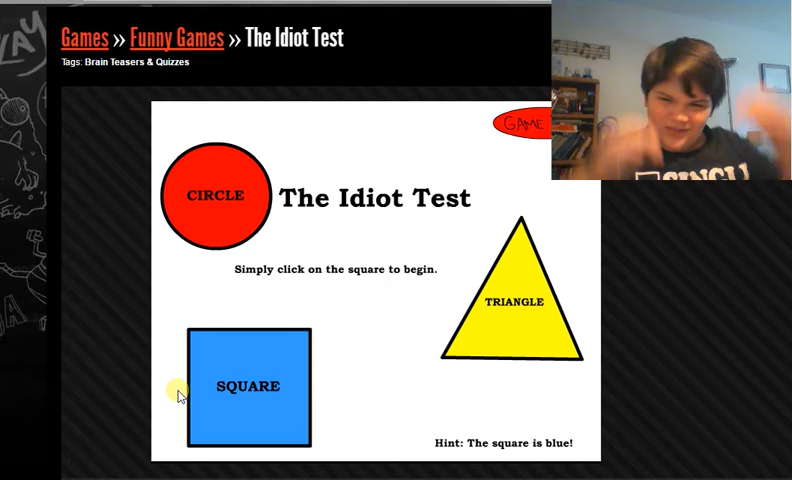 Games » Funny Games » The Idiot Test
Tags: Brain Teasers & Quizzes
GAME
CIRCLE
The Idiot Test
Simply click on the square to begin.
TRIANGLE
SQUARE
Hint: The square is blue!